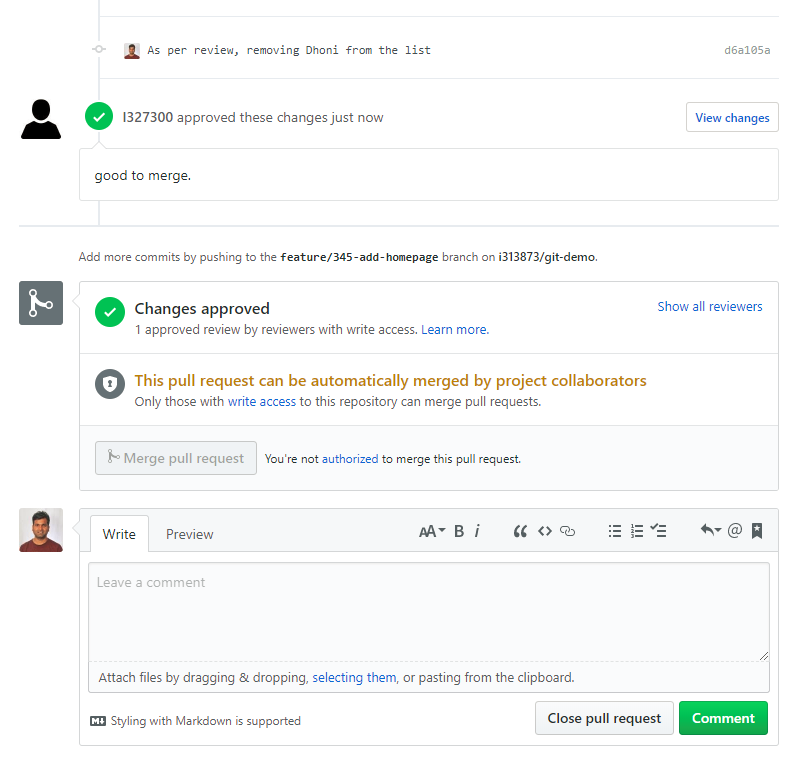 As per review, removing Dhoni from the list d6a105a
I327300 approved these changes just now View changes
good to merge.
Add more commits by pushing to the feature/345-add-homepage branch on i313873/git-demo.
Changes approved Show all reviewers
1 approved review by reviewers with write access. Learn more.
This pull request can be automatically merged by project collaborators
Only those with write access to this repository can merge pull requests.
Merge pull request You're not authorized to merge this pull request.
Write Preview AA B i
Leave a comment
Attach files by dragging & dropping, selecting them, or pasting from the clipboard.
M Styling with Markdown is supported Close pull request Comment